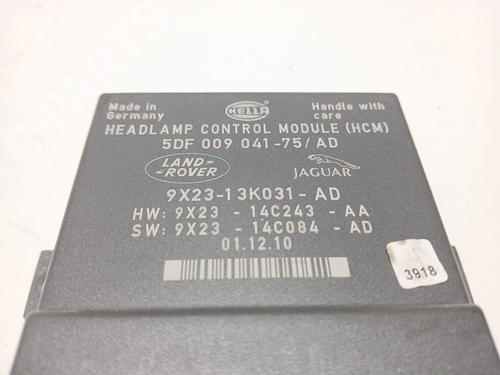 Made in
Germany
HELLA
Handle with
care
HEADLAMP CONTROL MODULE (HCM)
5DF 009 041-75/ AD
LAND-
-ROVER
JAGUAR
9X23-13K031-AD
HW: 9X23 - 14C243 - AA
SW: 9X23 - 14C084 - AD
01.12.10
3918